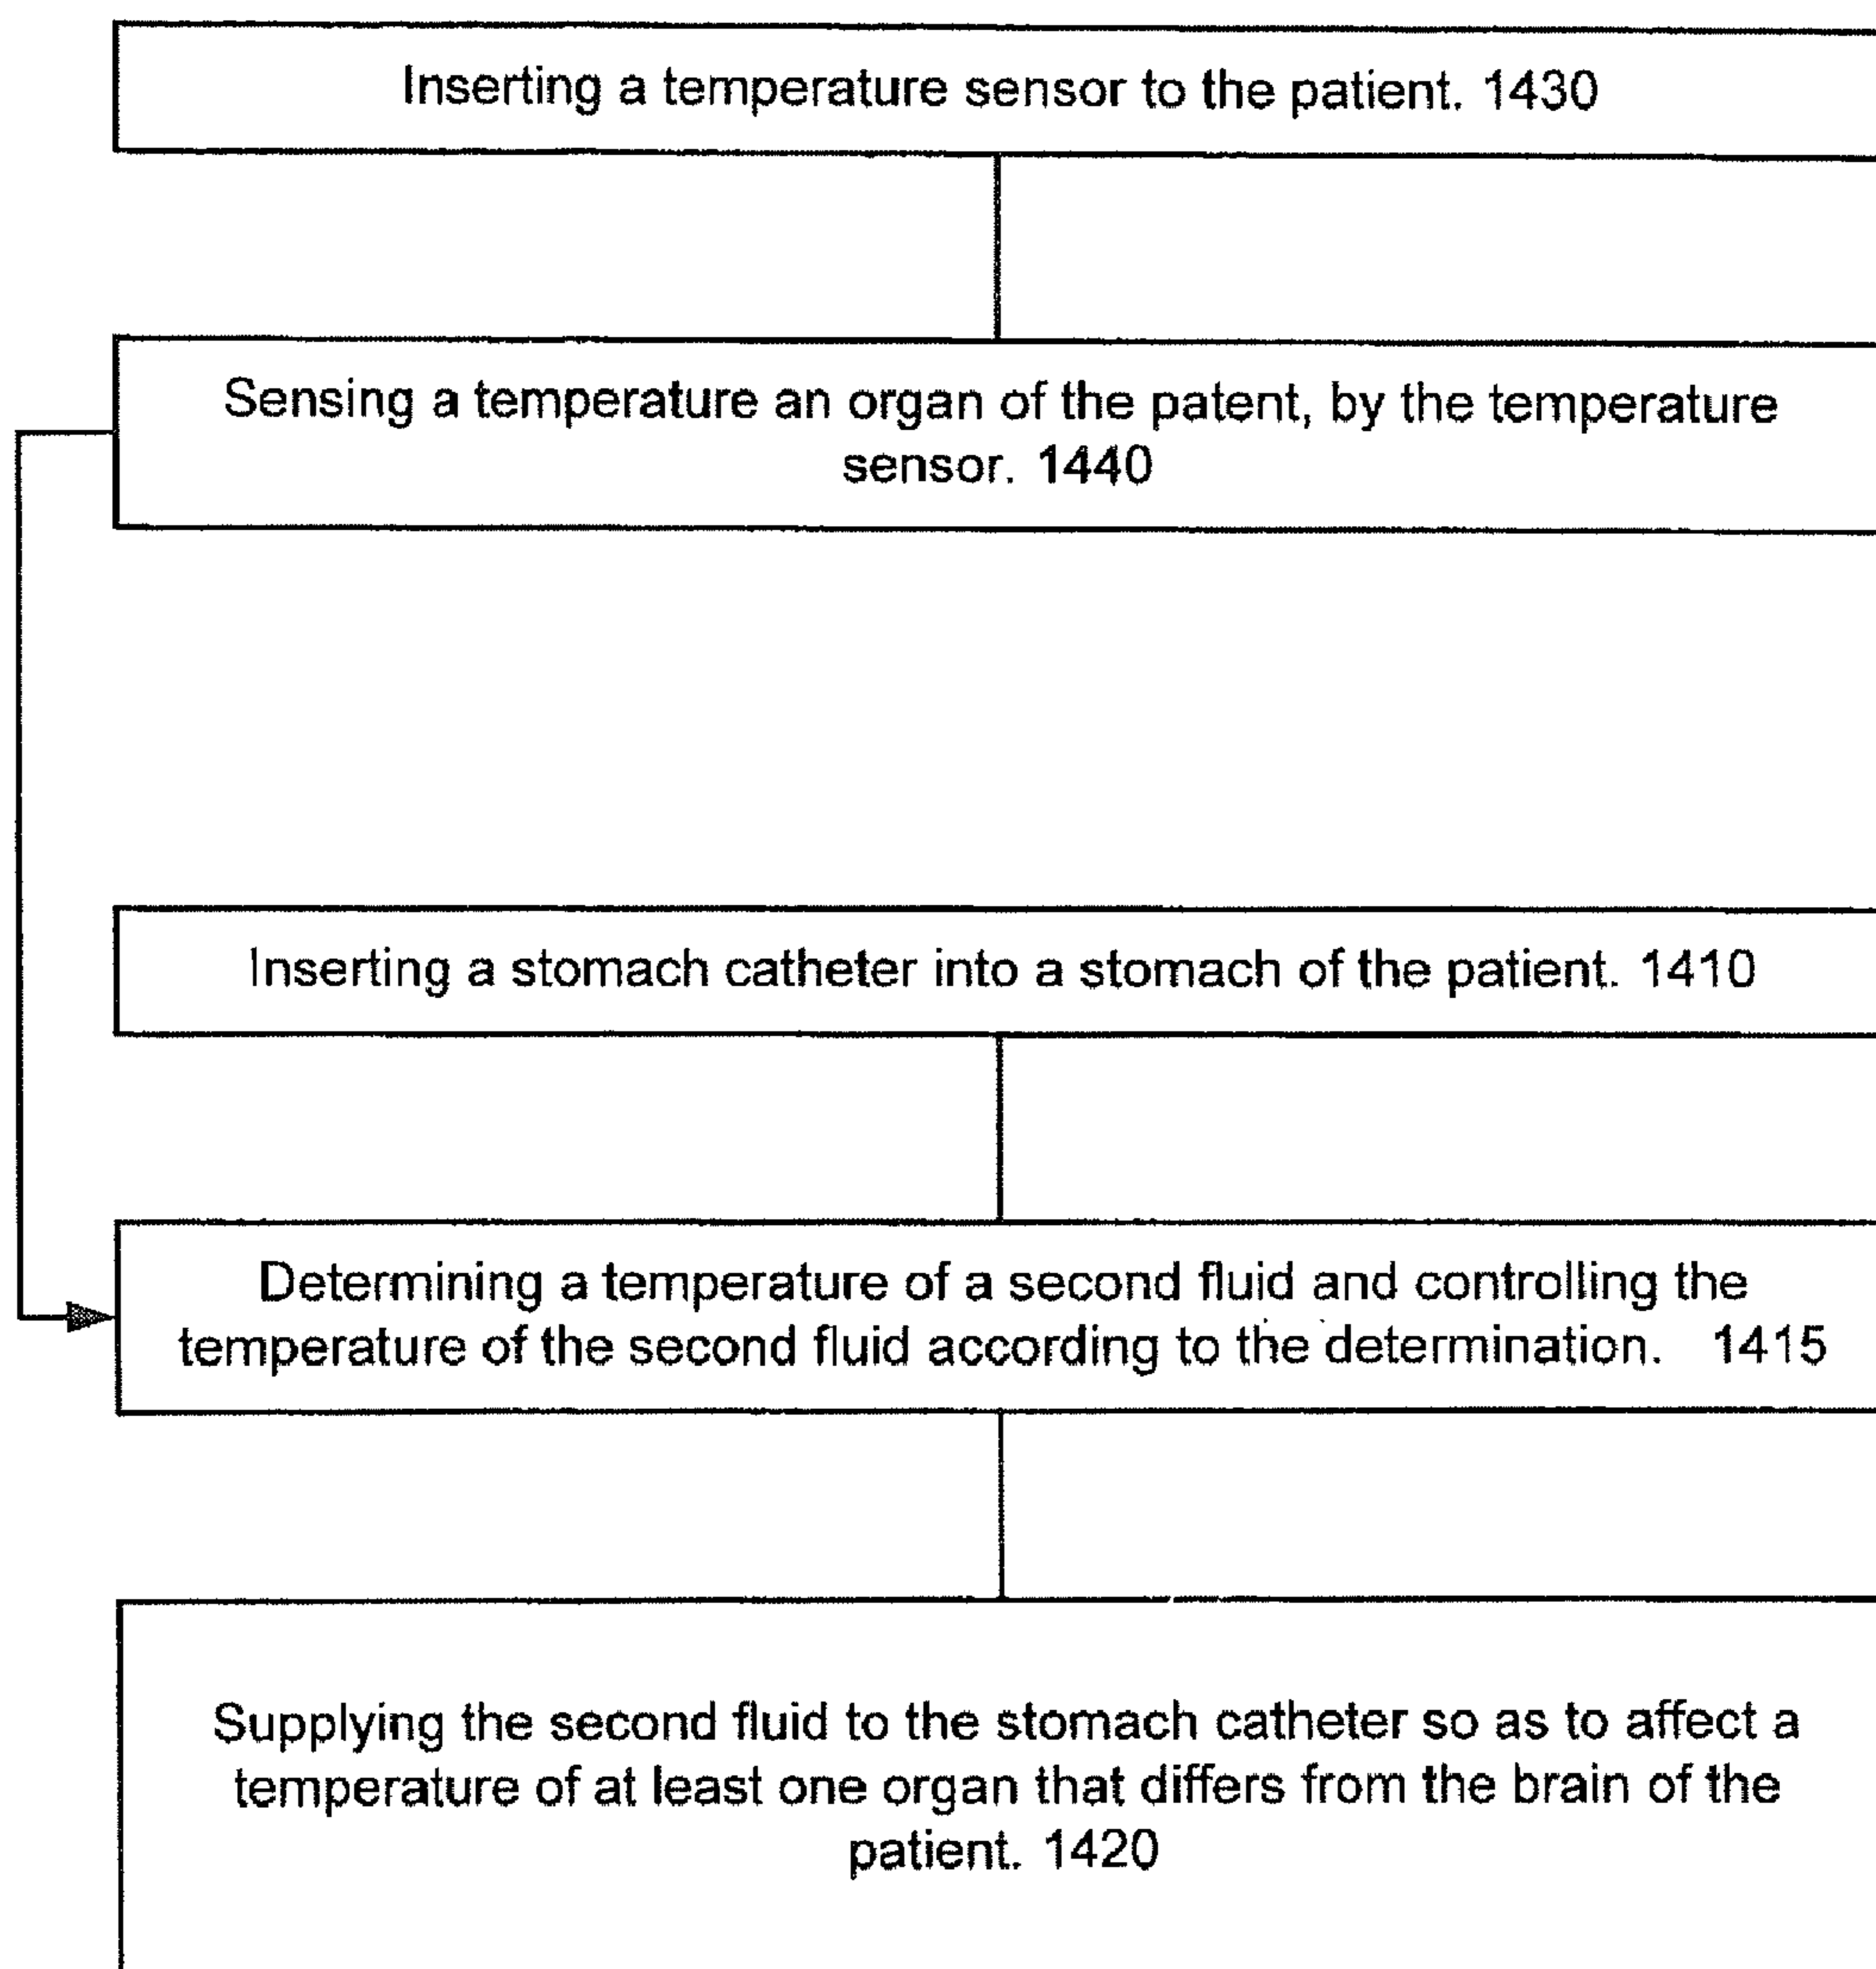 Inserting a temperature sensor to the patient. 1430
Sensing a temperature an organ of the patent, by the temperature
sensor. 1440
Inserting a stomach catheter into a stomach of the patient. 1410
Determining a temperature of a second fluid and controlling the
temperature of the second fluid according to the determination. 1415
Supplying the second fluid to the stomach catheter so as to affect a
temperature of at least one organ that differs from the brain of the
patient. 1420